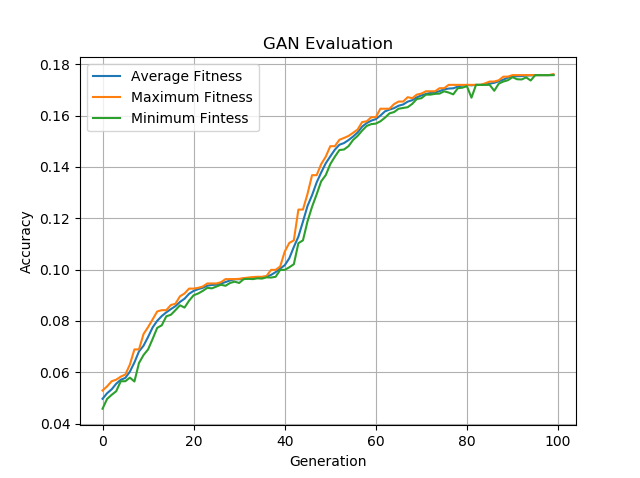 GAN Evaluation
Average Fitness
Maximum Fitness
Minimum Fintess
0.18
0.16
0.14
0.12
0.10
0.08
0.06
0.04
Accuracy
0 20 40 60 80 100
Generation